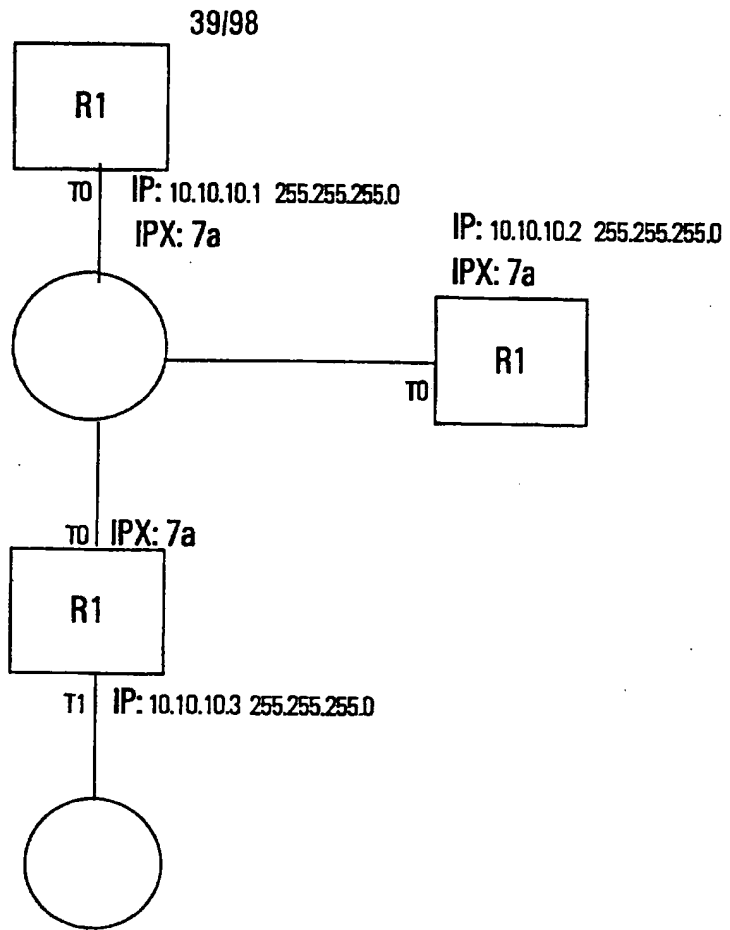 39/98
R1
T0 IP: 10.10.10.1 255.255.255.0
IPX: 7a
IP: 10.10.10.2 255.255.255.0
IPX: 7a
R1
T0
T0 IPX: 7a
R1
T1 IP: 10.10.10.3 255.255.255.0